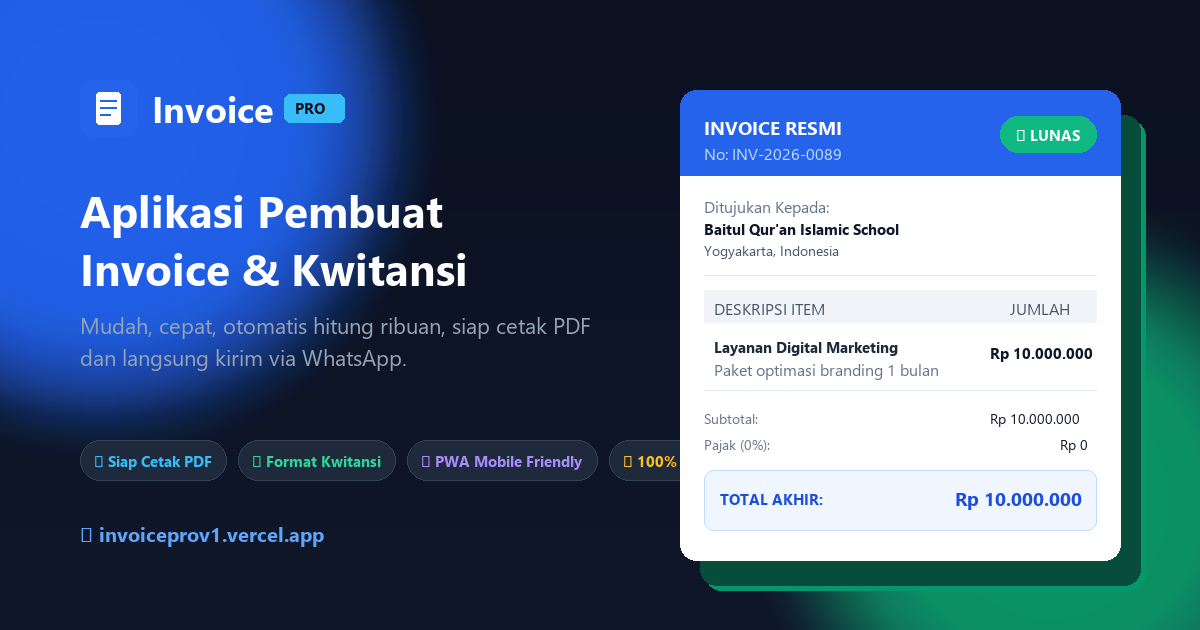 Invoice PRO
Aplikasi Pembuat
Invoice & Kwitansi
Mudah, cepat, otomatis hitung ribuan, siap cetak PDF
dan langsung kirim via WhatsApp.
Siap Cetak PDF
Format Kwitansi
PWA Mobile Friendly
100%
invoiceprov1.vercel.app
INVOICE RESMI
No: INV-2026-0089
LUNAS
Ditujukan Kepada:
Baitul Qur'an Islamic School
Yogyakarta, Indonesia
DESKRIPSI ITEM JUMLAH
Layanan Digital Marketing Rp 10.000.000
Paket optimasi branding 1 bulan
Subtotal: Rp 10.000.000
Pajak (0%): Rp 0
TOTAL AKHIR: Rp 10.000.000